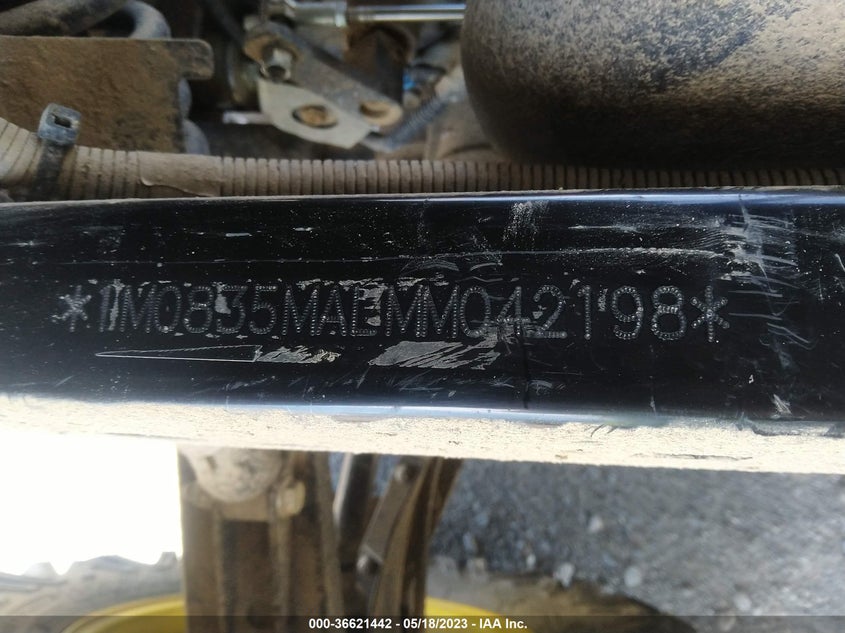 *1M0835MAEMM042198*
000-36621442 - 05/18/2023 - IAA Inc.